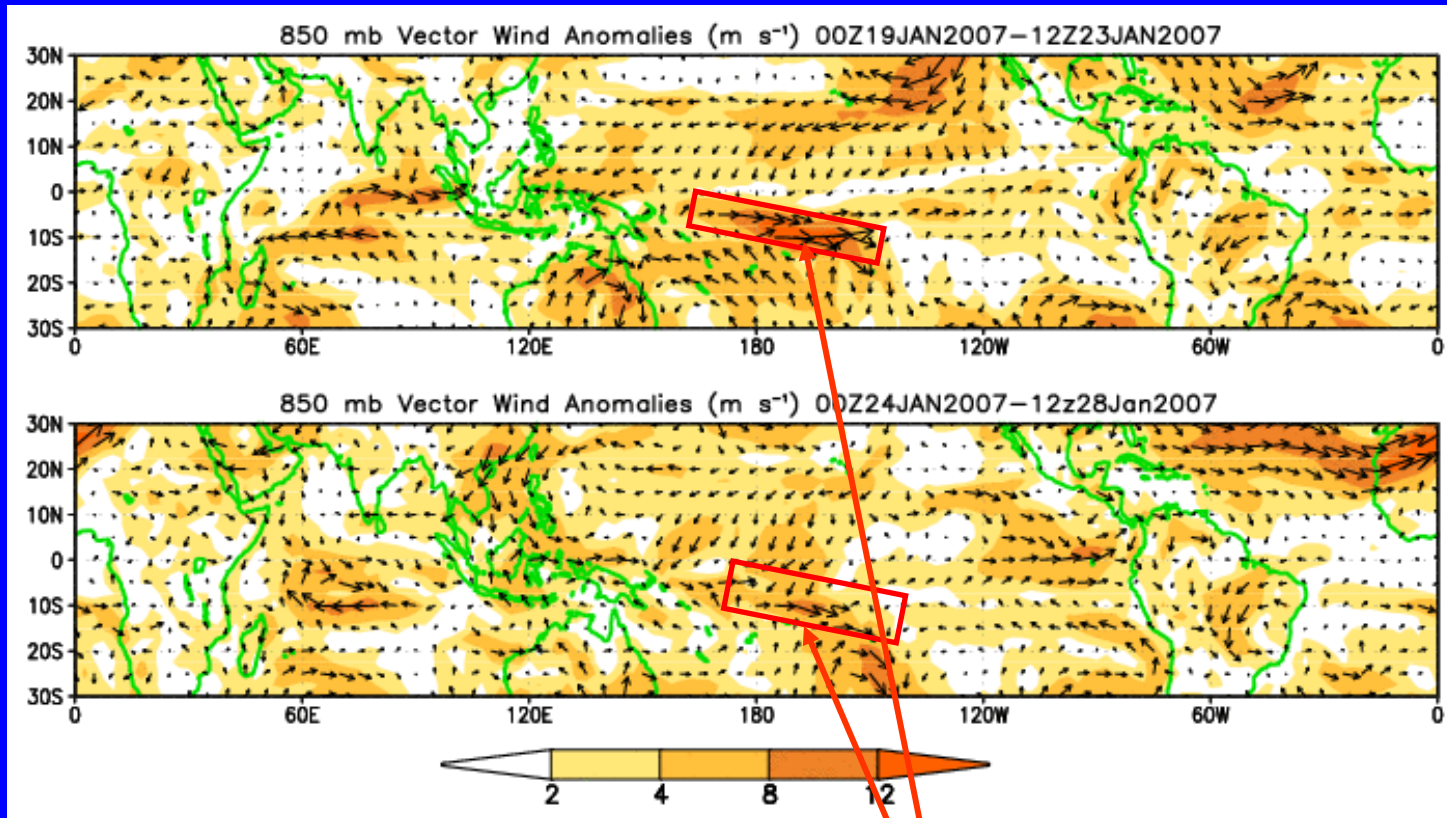 850 mb Vector Wind Anomalies (m s⁻¹) 00Z19JAN2007–12Z23JAN2007
30N
20N
10N
0
10S
20S
30S
0 60E 120E 180 120W 60W 0
850 mb Vector Wind Anomalies (m s⁻¹) 00Z24JAN2007–12z28Jan2007
30N
20N
10N
0
10S
20S
30S
0 60E 120E 180 120W 60W 0
2 4 8 12